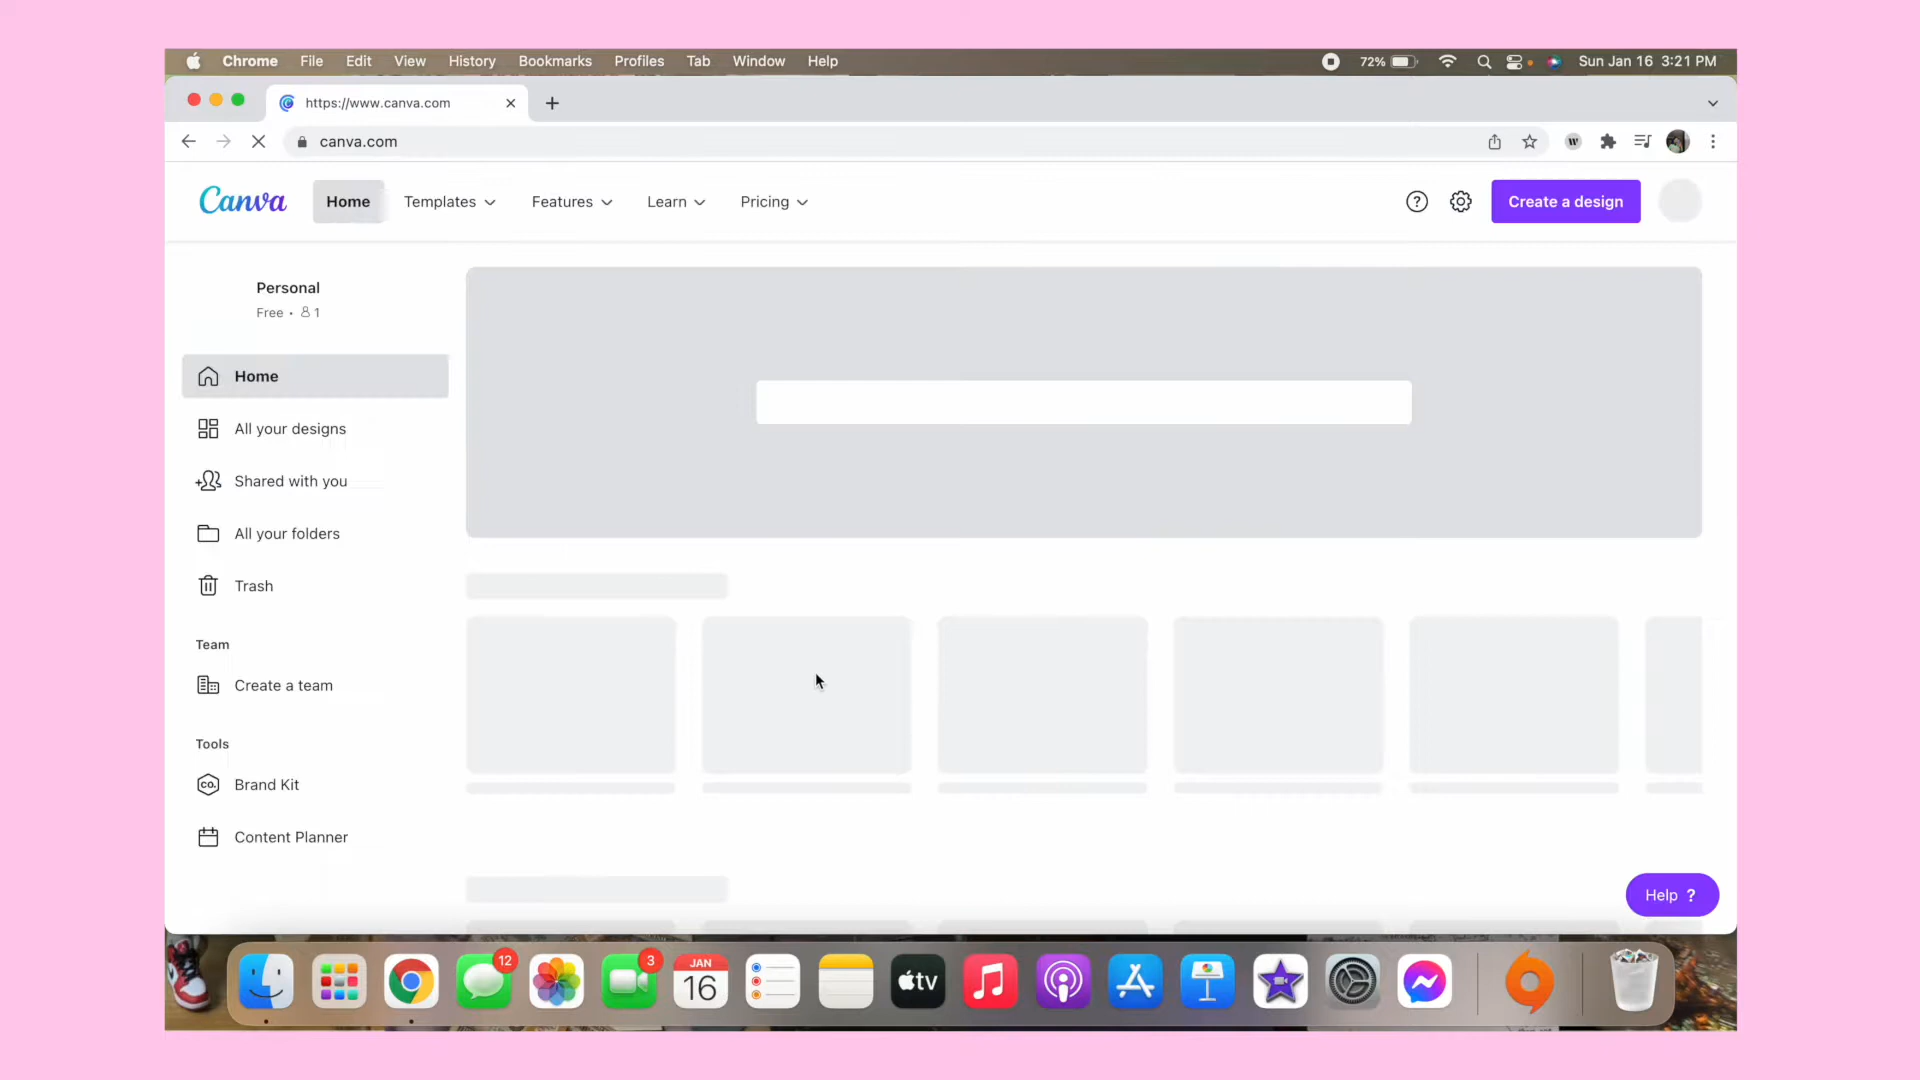 Chrome File Edit View History Bookmarks Profiles Tab Window Help 72% Sun Jan 16 3:21 PM
https://www.canva.com
canva.com W
Canva Home Templates Features Learn Pricing ? Create a design
Personal
Free • 1
Home
All your designs
Shared with you
All your folders
Trash
Team
Create a team
Tools
CO. Brand Kit
Content Planner
Help ?
12 3 JAN 16 tv